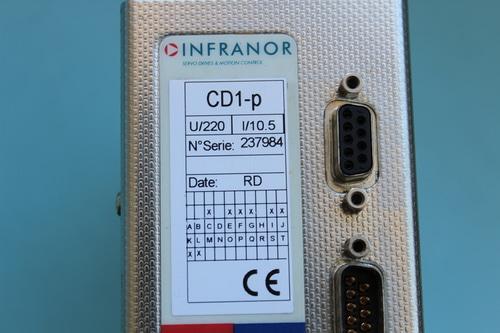 INFRANOR
SERVO DRIVES & MOTION CONTROL
CD1-p
U/220 I/10.5
N°Serie: 237984
Date: RD
x x x x x x
A B C D E F G H I J
K L M N O P Q R S T
x x
CE